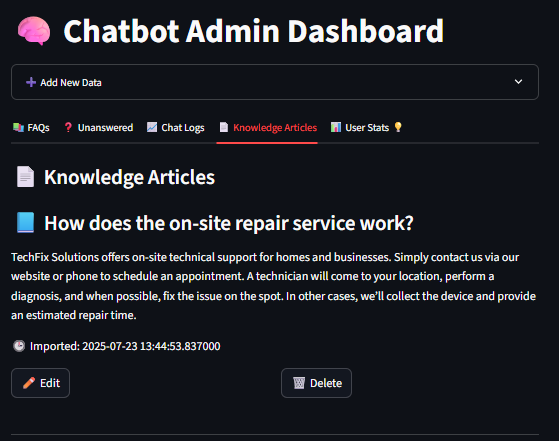 Chatbot Admin Dashboard
Add New Data
FAQs Unanswered Chat Logs Knowledge Articles User Stats
Knowledge Articles
How does the on-site repair service work?
TechFix Solutions offers on-site technical support for homes and businesses. Simply contact us via our
website or phone to schedule an appointment. A technician will come to your location, perform a
diagnosis, and when possible, fix the issue on the spot. In other cases, we'll collect the device and provide
an estimated repair time.
Imported: 2025-07-23 13:44:53.837000
Edit Delete